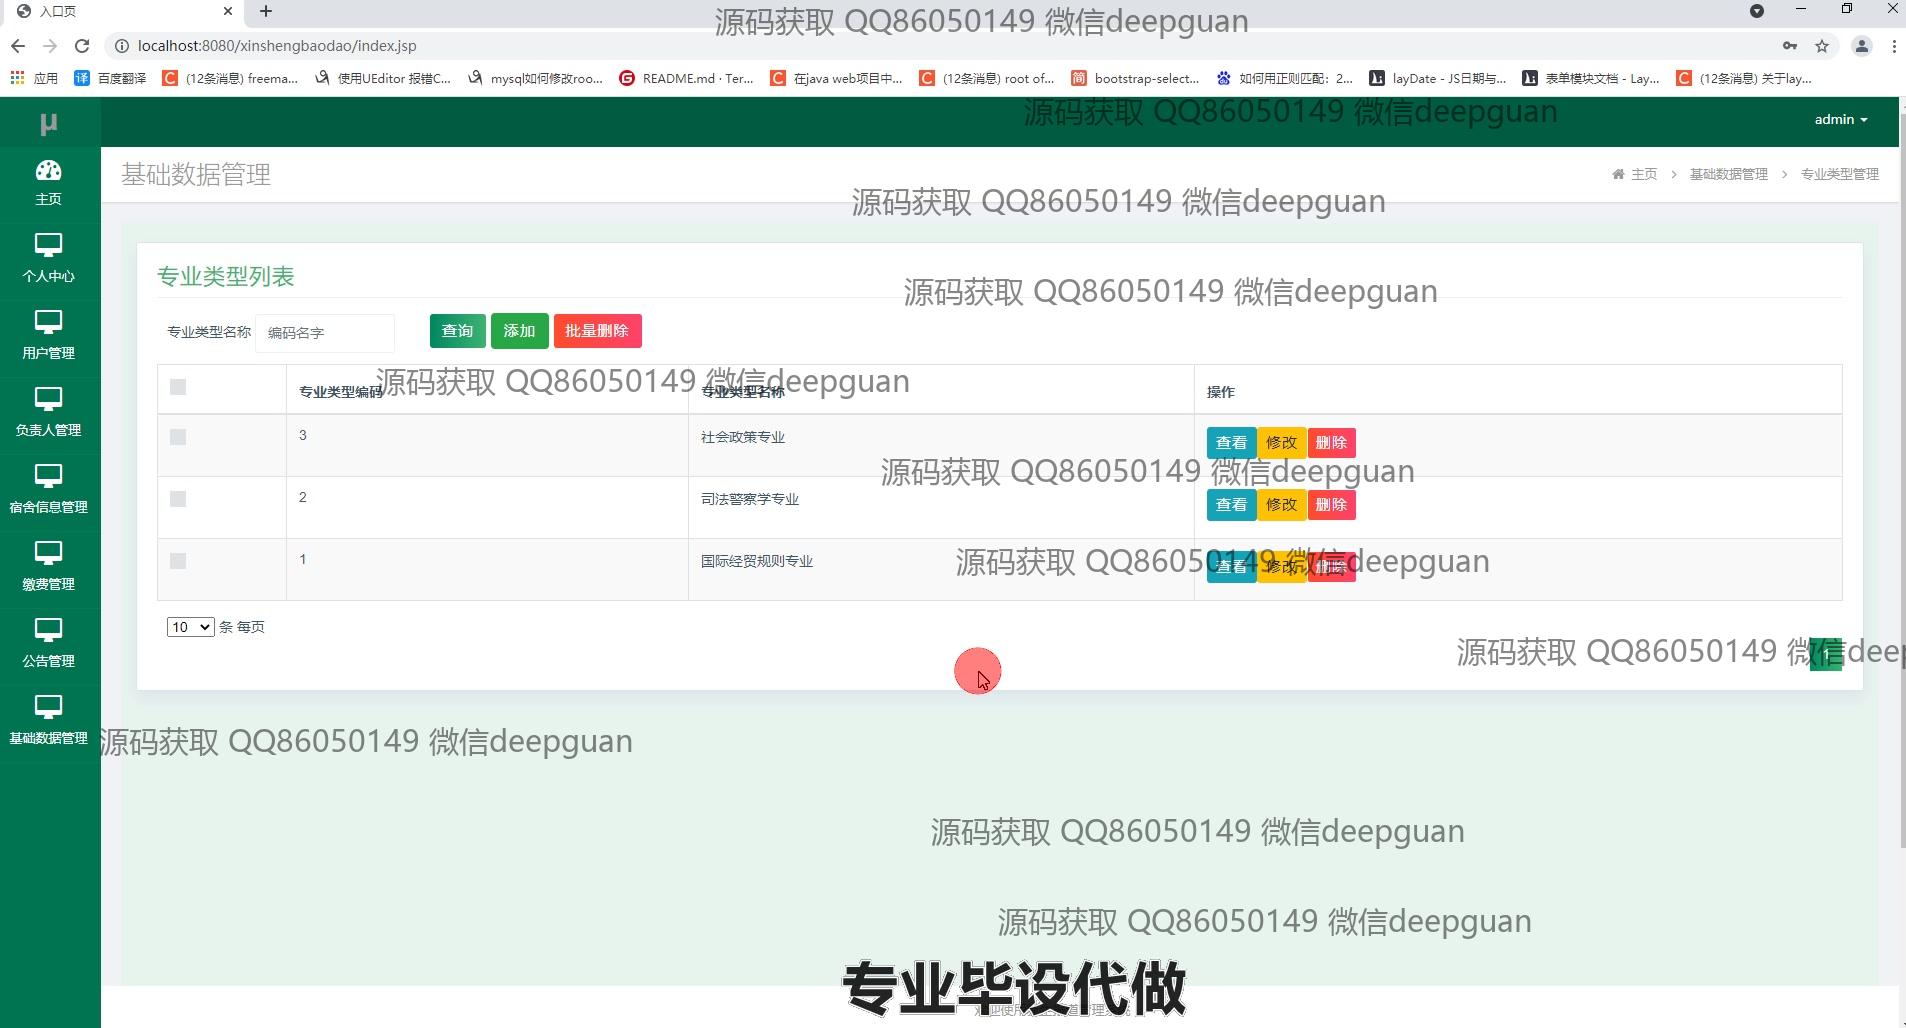 入口页
源码获取 QQ86050149 微信deepguan
localhost:8080/xinshengbaodao/index.jsp
应用 百度翻译 (12条消息) freema... 使用UEditor 报错C... mysql如何修改roo... README.md · Ter... 在java web项目中... (12条消息) root of... bootstrap-select... 如何用正则匹配：2... layDate - JS日期与... 表单模块文档 - Lay... (12条消息) 关于lay...
源码获取 QQ86050149 微信deepguan
μ
admin
主页
个人中心
用户管理
负责人管理
宿舍信息管理
缴费管理
公告管理
基础数据管理
基础数据管理
主页 > 基础数据管理 > 专业类型管理
源码获取 QQ86050149 微信deepguan
专业类型列表
源码获取 QQ86050149 微信deepguan
专业类型名称 编码名字 查询 添加 批量删除
源码获取 QQ86050149 微信deepguan
专业类型编码 专业类型名称 操作
3 社会政策专业 查看 修改 删除
源码获取 QQ86050149 微信deepguan
2 司法警察学专业 查看 修改 删除
1 国际经贸规则专业 查看 修改 删除
源码获取 QQ86050149 微信deepguan
10 条 每页
源码获取 QQ86050149 微信deep
1
源码获取 QQ86050149 微信deepguan
源码获取 QQ86050149 微信deepguan
源码获取 QQ86050149 微信deepguan
专业毕设代做